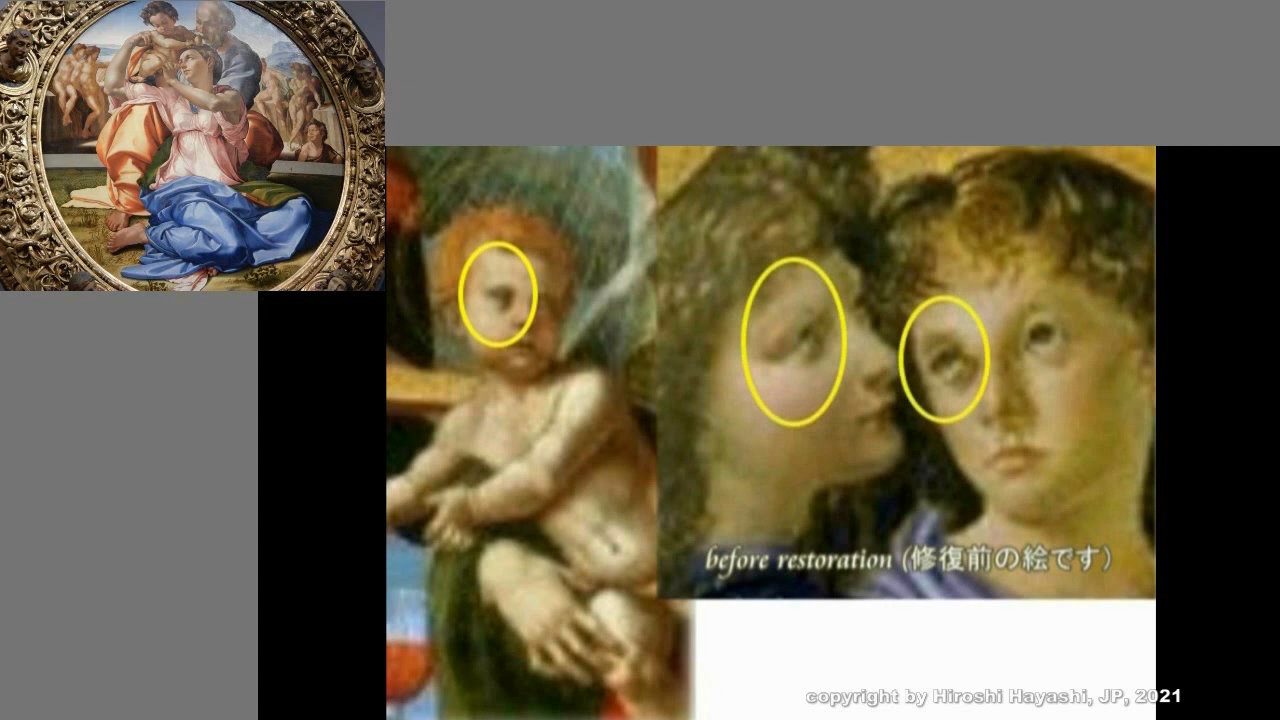 before restoration (修復前の絵です)
copyright by Hiroshi Hayashi, JP, 2021